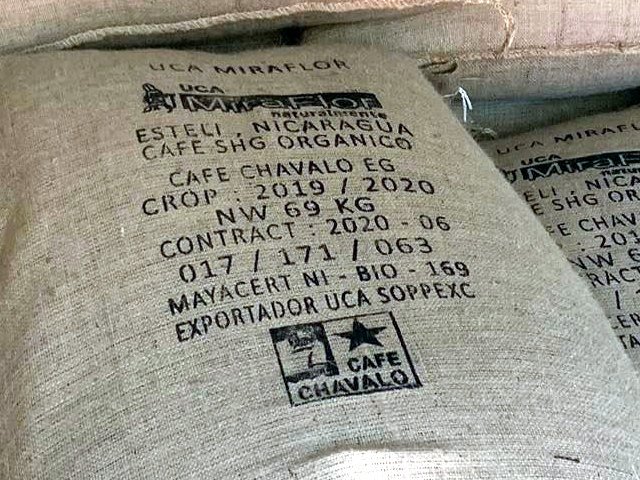 UCA MIRAFLOR
UCA
MIRAFLOR
naturalmente
ESTELI , NICARAGUA
CAFE SHG ORGANICO
CAFE CHAVALO EG
CROP : 2019 / 2020
NW 69 KG
CONTRACT : 2020 - 06
017 / 171 / 063
MAYACERT NI - BIO - 169
EXPORTADOR UCA SOPPEXC
CAFE
CHAVALO
UCA MIRAFLOR
UCA